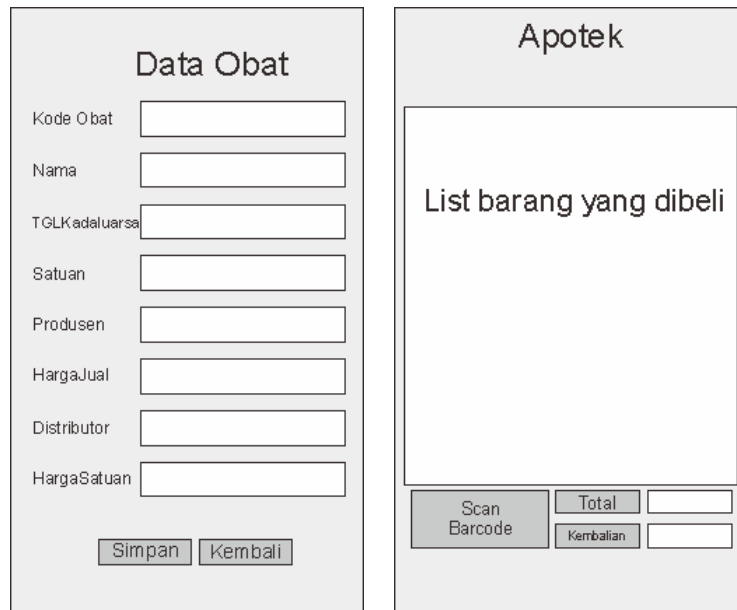 Data Obat
Kode Obat
Nama
TGLKadaluarsa
Satuan
Produsen
HargaJual
Distributor
HargaSatuan
Simpan
Kembali
Apotek
List barang yang dibeli
Scan
Barcode
Total
Kembalian